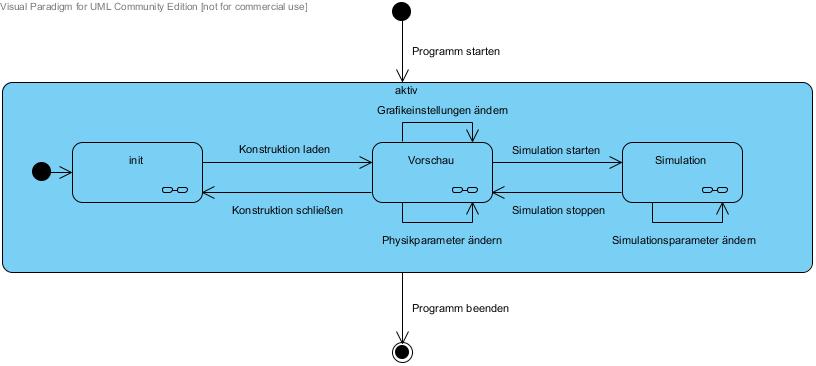 Visual Paradigm for UML Community Edition [not for commercial use]
Programm starten
aktiv
Grafikeinstellungen ändern
init
Konstruktion laden
Vorschau
Simulation starten
Simulation
Konstruktion schließen
Simulation stoppen
Physikparameter ändern
Simulationsparameter ändern
Programm beenden